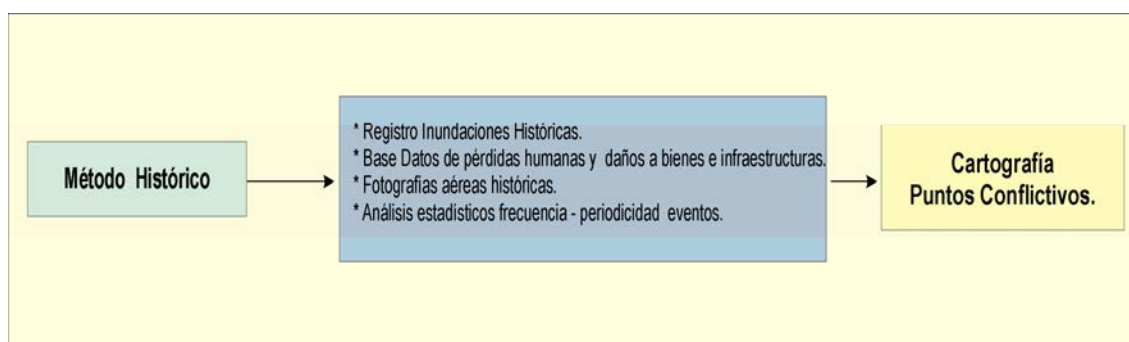 Método Histórico
* Registro Inundaciones Históricas.
* Base Datos de pérdidas humanas y daños a bienes e infraestructuras.
* Fotografías aéreas históricas.
* Análisis estadísticos frecuencia - periodicidad eventos.
Cartografía
Puntos Conflictivos.